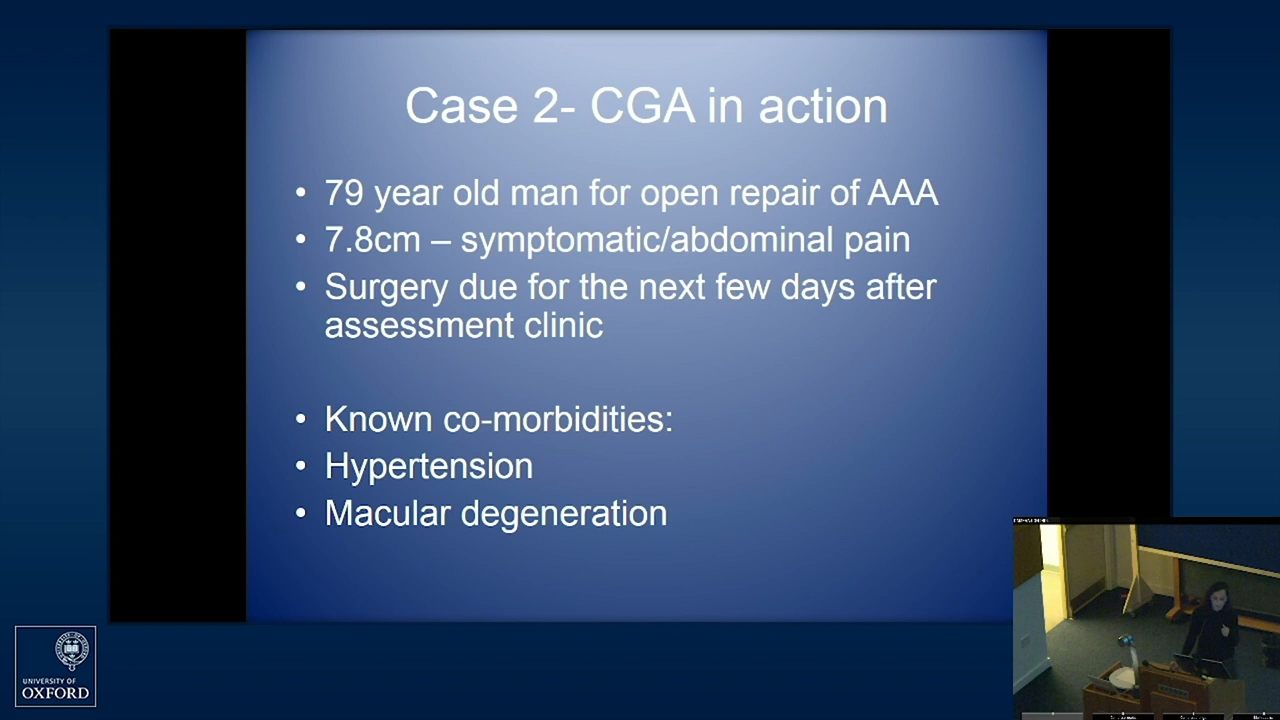 Case 2- CGA in action
• 79 year old man for open repair of AAA
• 7.8cm – symptomatic/abdominal pain
• Surgery due for the next few days after
assessment clinic
• Known co-morbidities:
• Hypertension
• Macular degeneration
UNIVERSITY OF
OXFORD